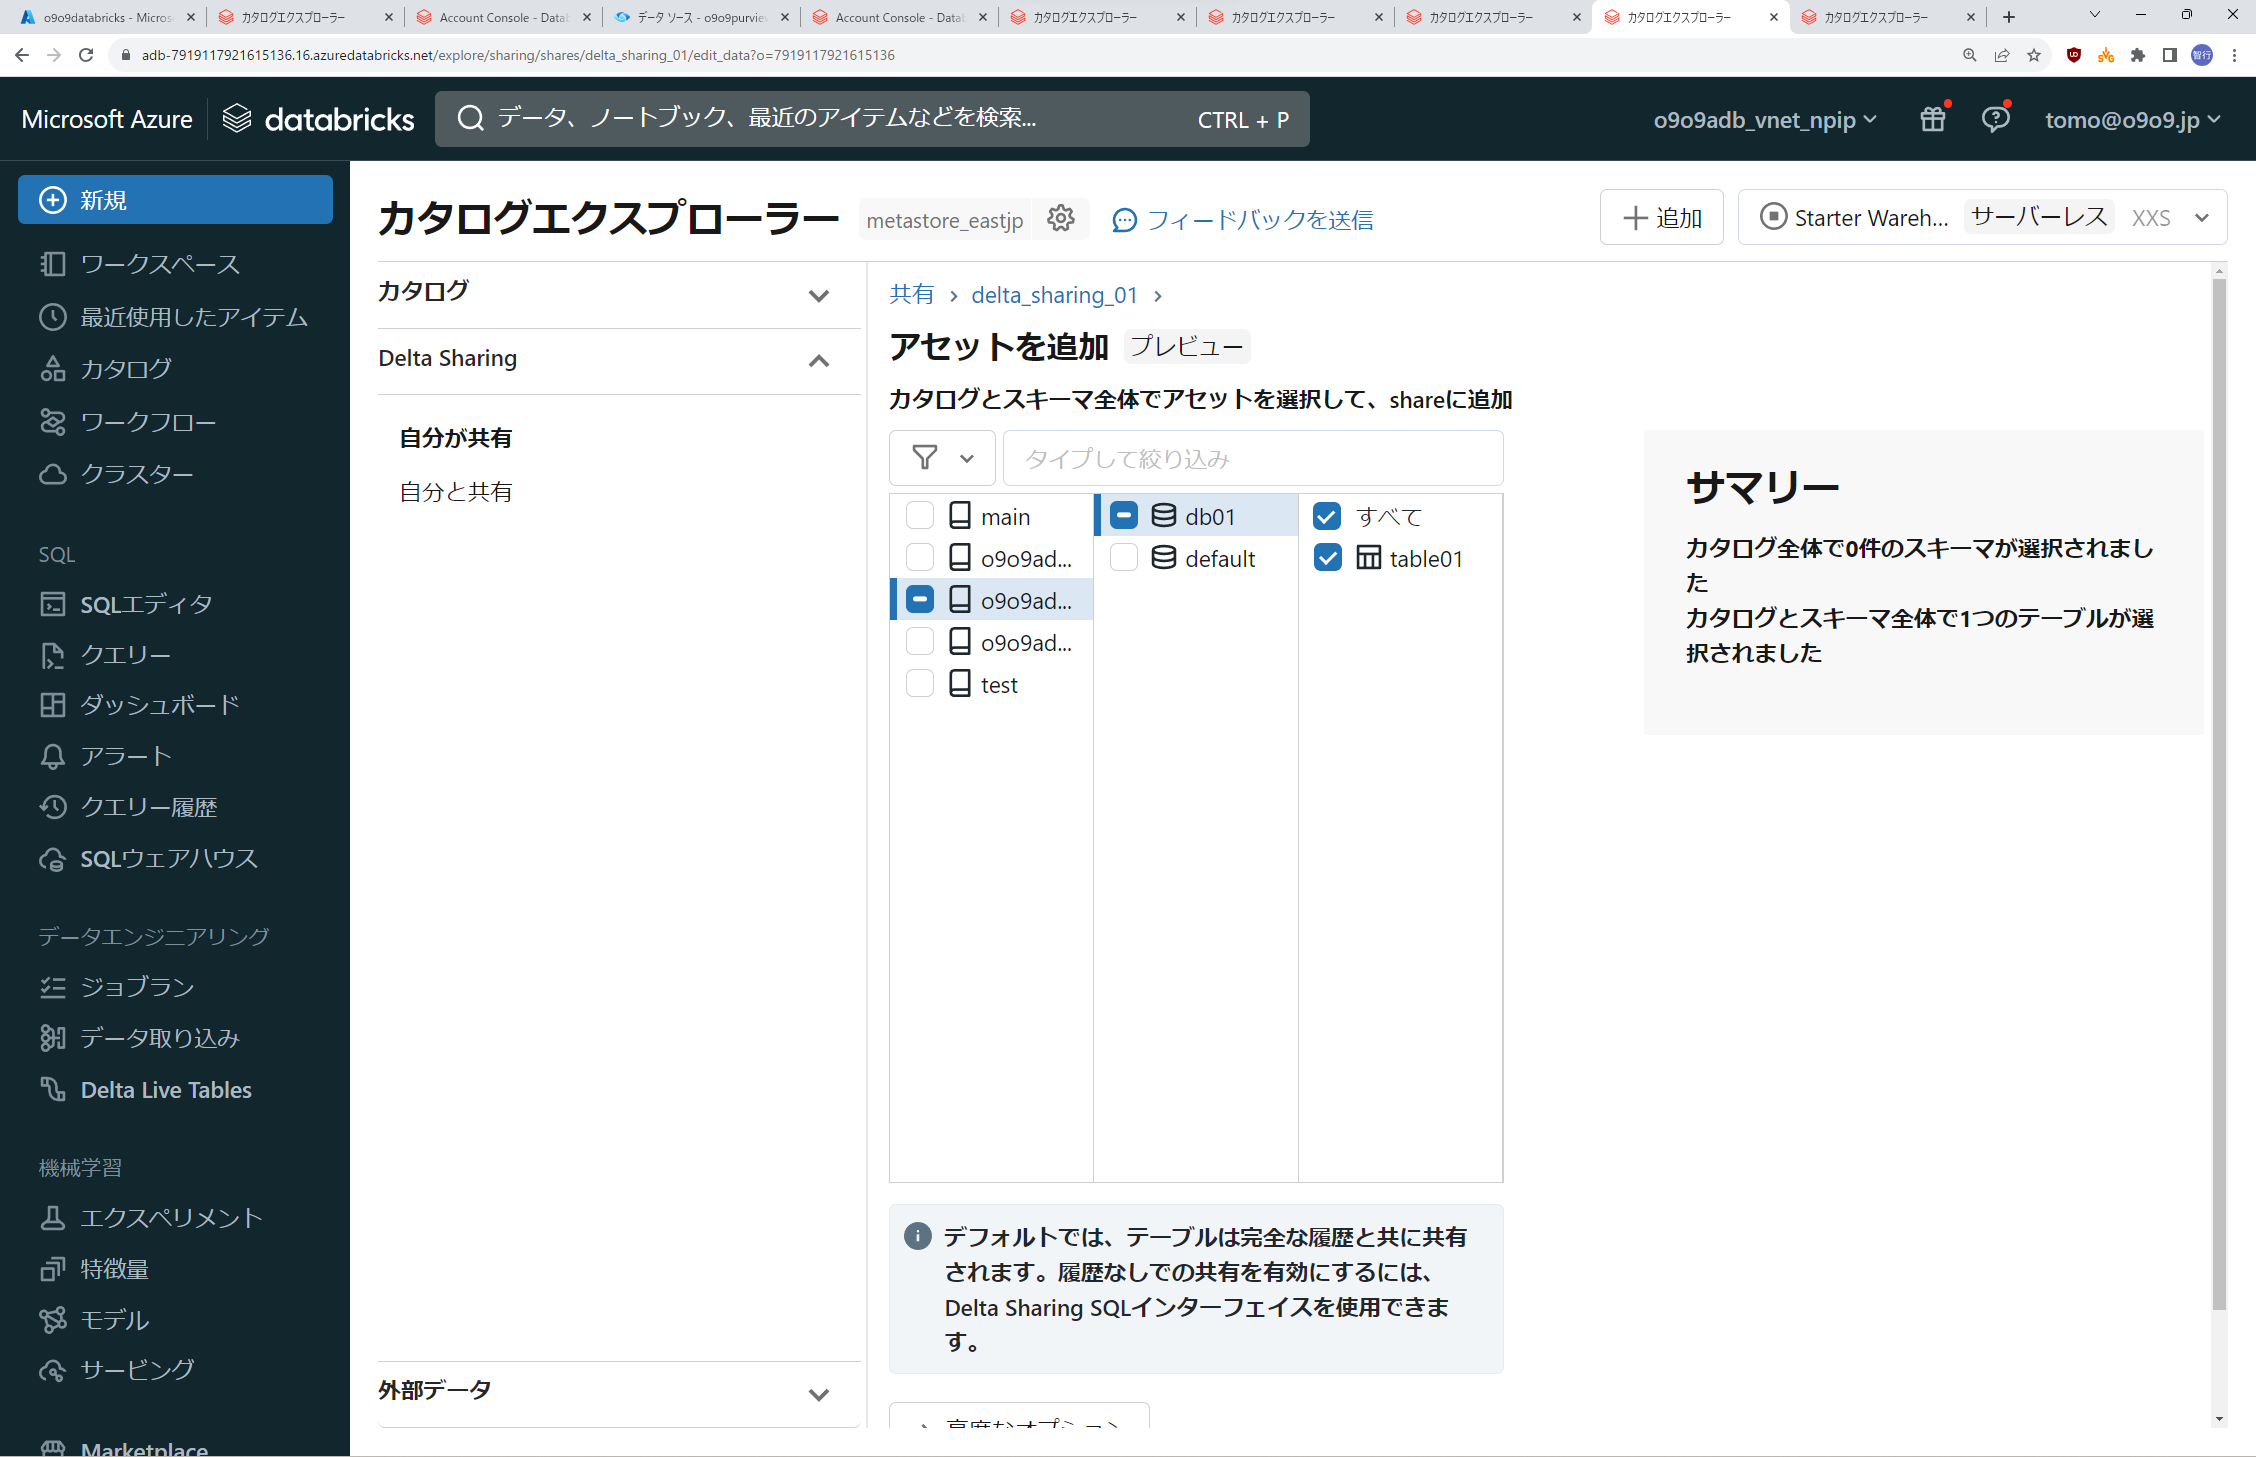 o9o9databricks - Micros
カタログエクスプローラー
Account Console - Datab
データ ソース - o9o9purvie
Account Console - Datab
カタログエクスプローラー
カタログエクスプローラー
カタログエクスプローラー
カタログエクスプローラー
カタログエクスプローラー
adb-7919117921615136.16.azuredatabricks.net/explore/sharing/shares/delta_sharing_01/edit_data?o=7919117921615136
智行
Microsoft Azure
databricks
データ、ノートブック、最近のアイテムなどを検索...
CTRL + P
o9o9adb_vnet_npip
tomo@o9o9.jp
新規
ワークスペース
最近使用したアイテム
カタログ
ワークフロー
クラスター
SQL
SQLエディタ
クエリー
ダッシュボード
アラート
クエリー履歴
SQLウェアハウス
データエンジニアリング
ジョブラン
データ取り込み
Delta Live Tables
機械学習
エクスペリメント
特徴量
モデル
サービング
Marketplace
カタログエクスプローラー
metastore_eastjp
フィードバックを送信
追加
Starter Wareh...
サーバーレス
XXS
カタログ
Delta Sharing
自分が共有
自分と共有
外部データ
共有 › delta_sharing_01 ›
アセットを追加
プレビュー
カタログとスキーマ全体でアセットを選択して、shareに追加
タイプして絞り込み
main
o9o9ad...
o9o9ad...
o9o9ad...
test
db01
default
すべて
table01
デフォルトでは、テーブルは完全な履歴と共に共有
されます。履歴なしでの共有を有効にするには、
Delta Sharing SQLインターフェイスを使用できま
す。
高度なオプション
サマリー
カタログ全体で0件のスキーマが選択されまし
た
カタログとスキーマ全体で1つのテーブルが選
択されました